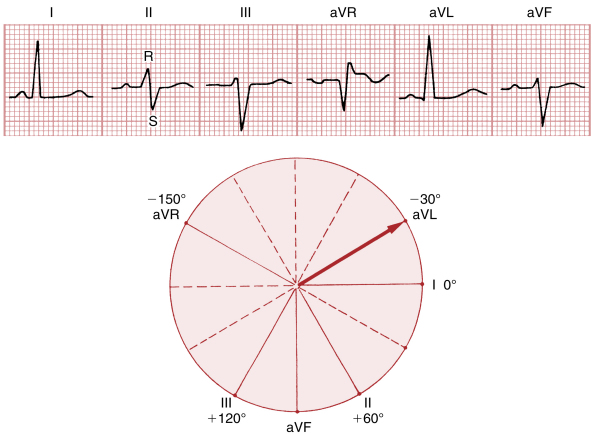 I II III aVR aVL aVF
R
S
−150°
aVR
−30°
aVL
I 0°
III
+120°
II
+60°
aVF